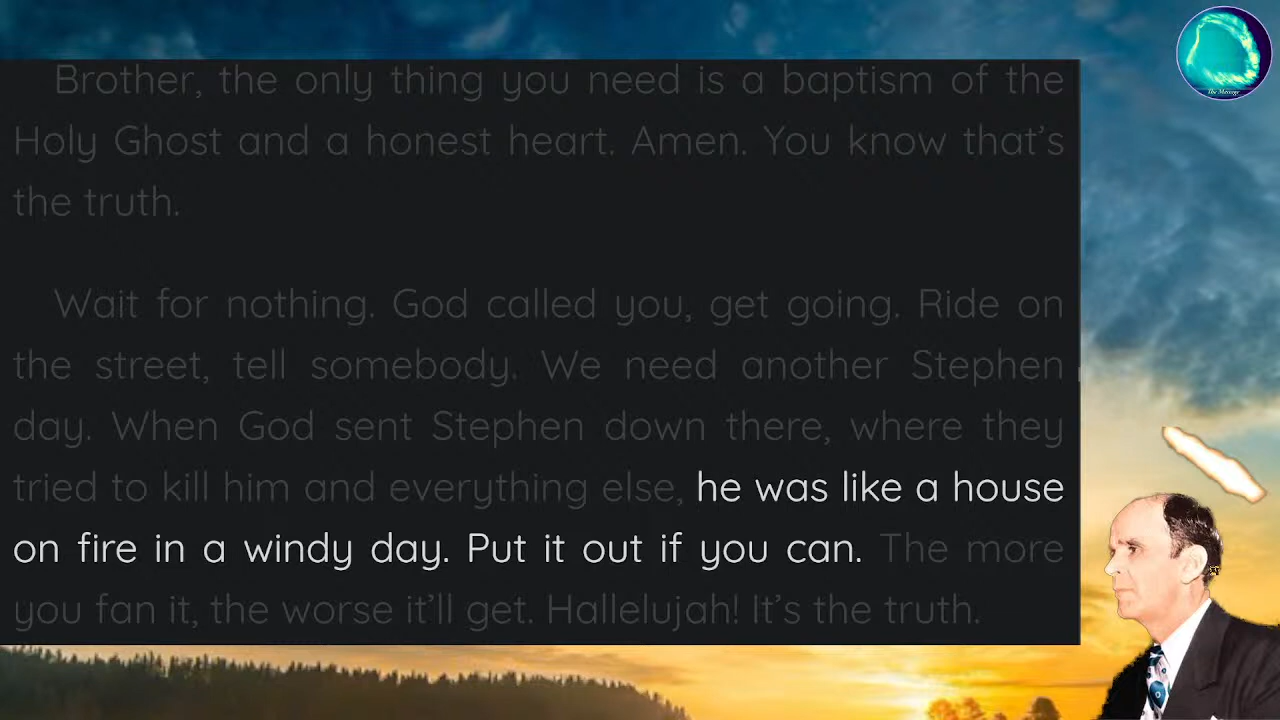 The Message
Brother, the only thing you need is a baptism of the
Holy Ghost and a honest heart. Amen. You know that's
the truth.
Wait for nothing. God called you, get going. Ride on
the street, tell somebody. We need another Stephen
day. When God sent Stephen down there, where they
tried to kill him and everything else, he was like a house
on fire in a windy day. Put it out if you can. The more
you fan it, the worse it'll get. Hallelujah! It's the truth.